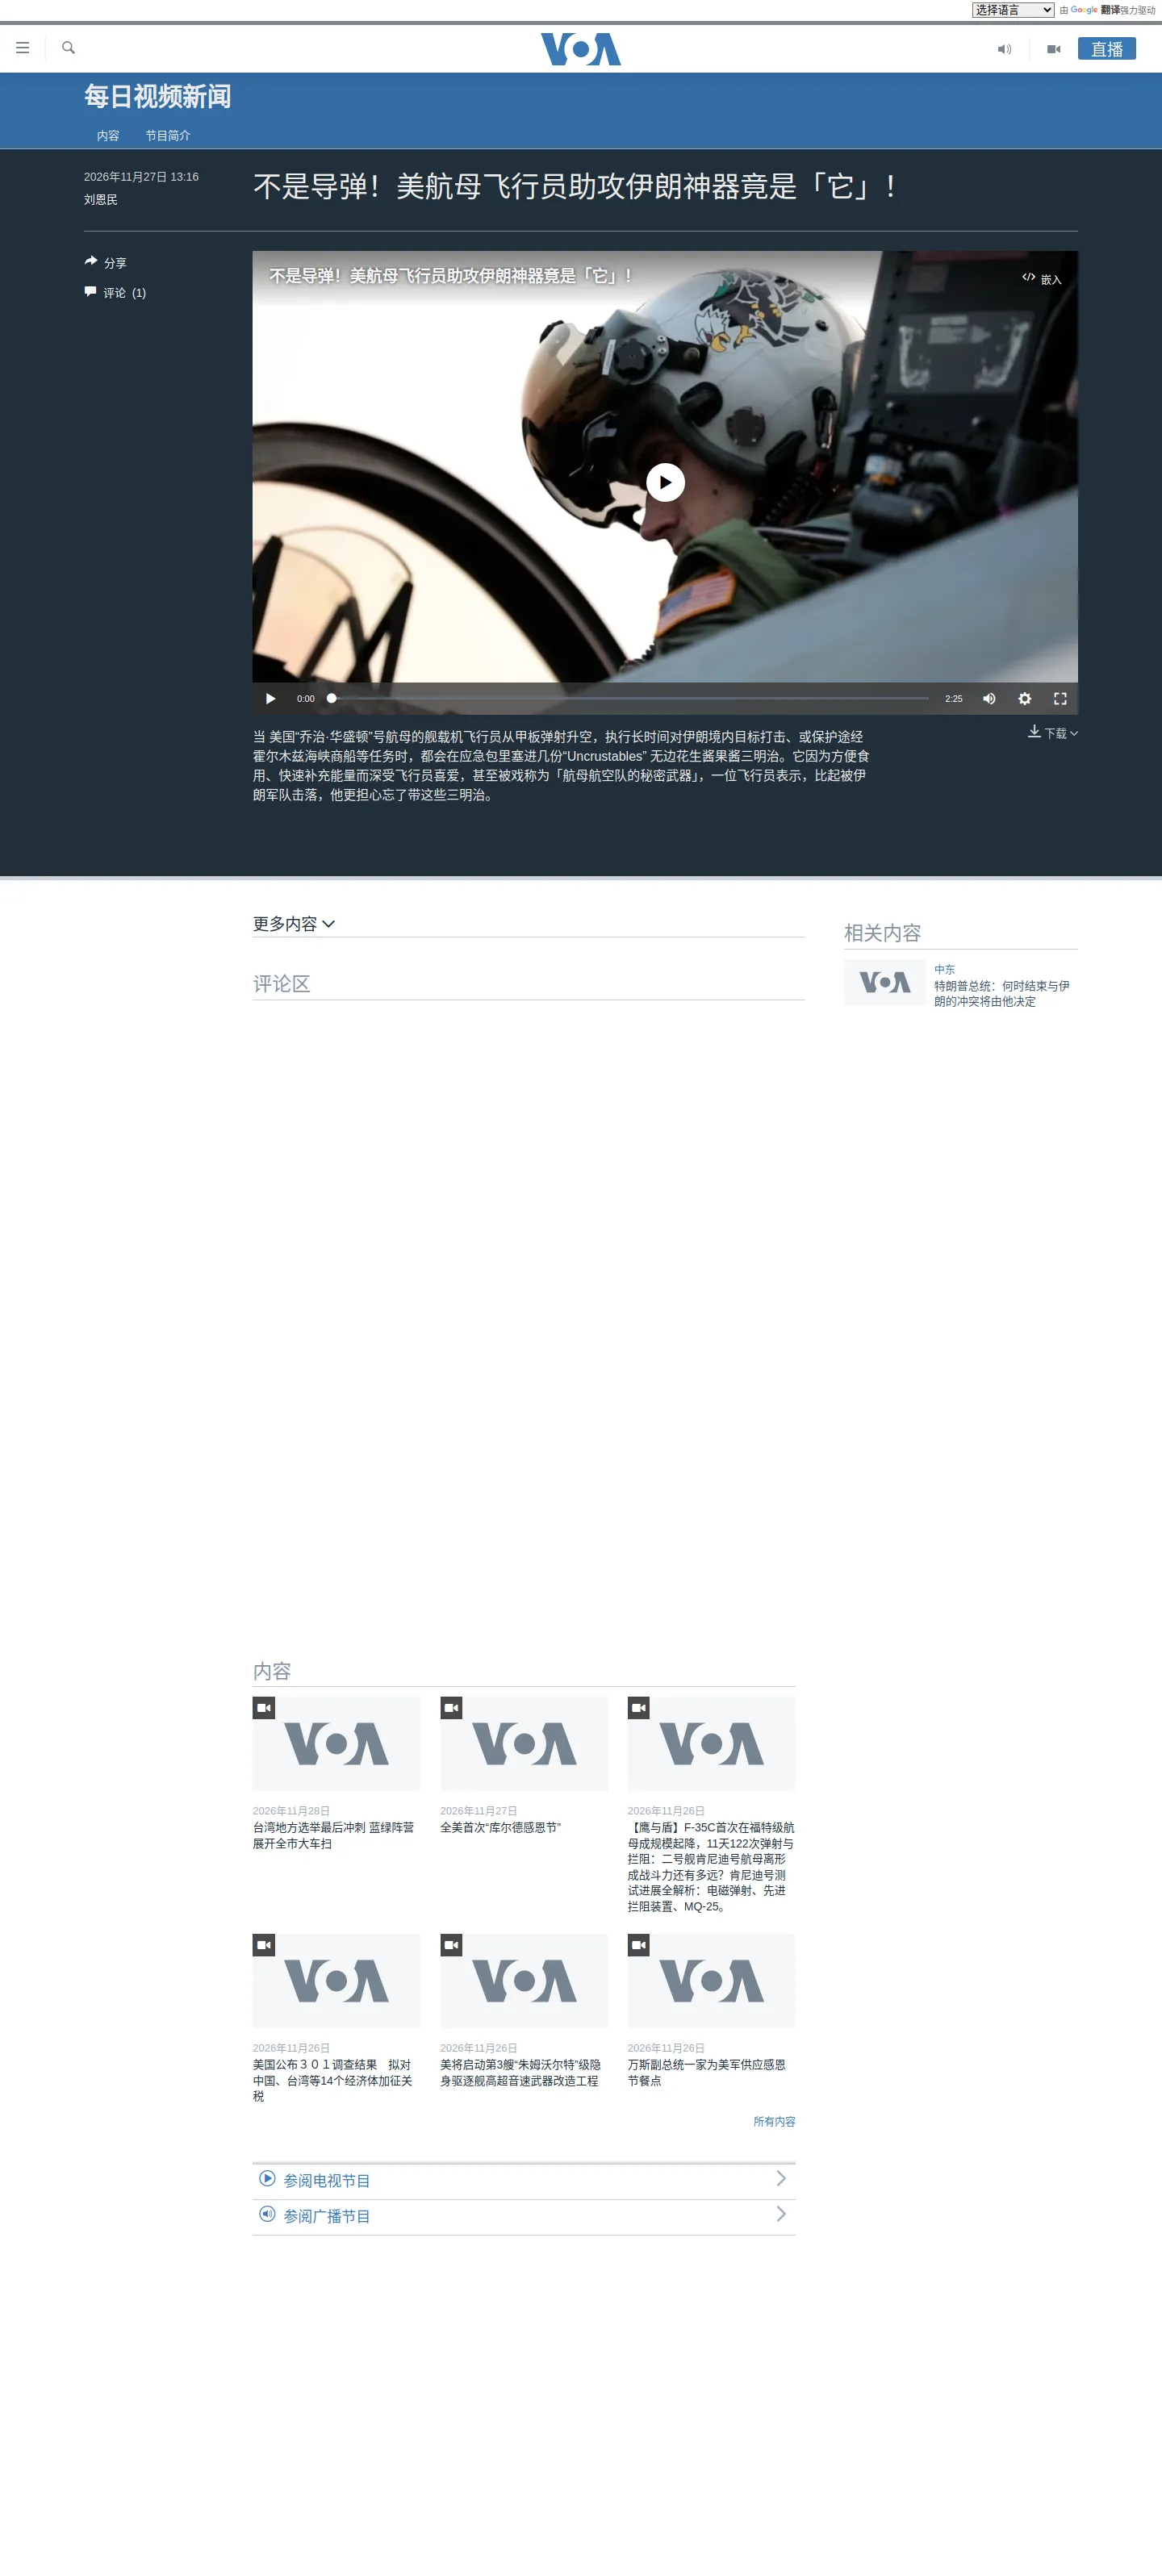 选择语言
由 Google 翻译强力驱动
VOA
直播
每日视频新闻
内容
节目简介
2026年11月27日 13:16
刘恩民
不是导弹！美航母飞行员助攻伊朗神器竟是「它」！
分享
评论 (1)
不是导弹！美航母飞行员助攻伊朗神器竟是「它」！
嵌入
0:00
2:25
下载
当 美国“乔治·华盛顿”号航母的舰载机飞行员从甲板弹射升空，执行长时间对伊朗境内目标打击、或保护途经
霍尔木兹海峡商船等任务时，都会在应急包里塞进几份“Uncrustables” 无边花生酱果酱三明治。它因为方便食
用、快速补充能量而深受飞行员喜爱，甚至被戏称为「航母航空队的秘密武器」，一位飞行员表示，比起被伊
朗军队击落，他更担心忘了带这些三明治。
更多内容
评论区
相关内容
VOA
中东
特朗普总统：何时结束与伊
朗的冲突将由他决定
内容
VOA
2026年11月28日
台湾地方选举最后冲刺 蓝绿阵营
展开全市大车扫
VOA
2026年11月27日
全美首次“库尔德感恩节”
VOA
2026年11月26日
【鹰与盾】F-35C首次在福特级航
母成规模起降，11天122次弹射与
拦阻：二号舰肯尼迪号航母离形
成战斗力还有多远？肯尼迪号测
试进展全解析：电磁弹射、先进
拦阻装置、MQ-25。
VOA
2026年11月26日
美国公布３０１调查结果　拟对
中国、台湾等14个经济体加征关
税
VOA
2026年11月26日
美将启动第3艘“朱姆沃尔特”级隐
身驱逐舰高超音速武器改造工程
VOA
2026年11月26日
万斯副总统一家为美军供应感恩
节餐点
所有内容
参阅电视节目
参阅广播节目